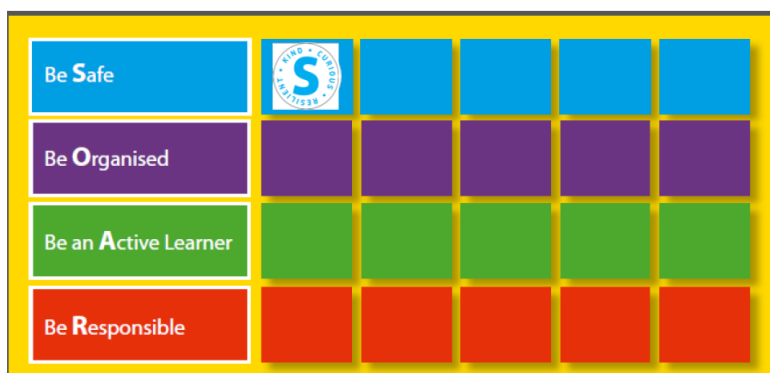 Be Safe
KIND • CURIOUS • RESILIENT •
S
Be Organised
Be an Active Learner
Be Responsible